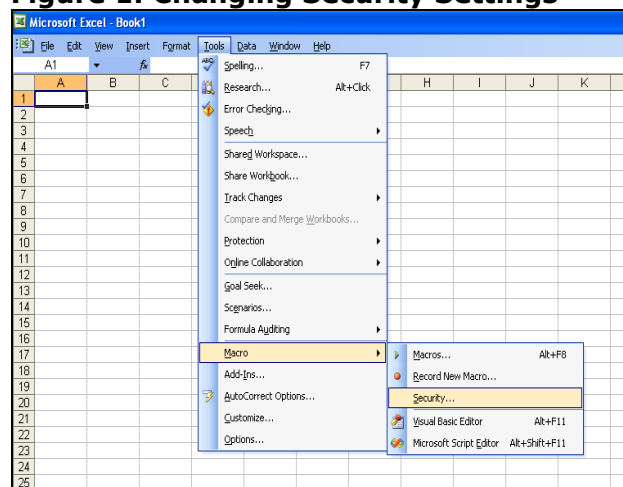 Figure 1. Changing Security Settings
Microsoft Excel - Book1
File Edit View Insert Format Tools Data Window Help
A1 fx
A B C H I J K
Spelling... F7
Research... Alt+Click
Error Checking...
Speech
Shared Workspace...
Share Workbook...
Track Changes
Compare and Merge Workbooks...
Protection
Online Collaboration
Goal Seek...
Scenarios...
Formula Auditing
Macro
Add-Ins...
AutoCorrect Options...
Customize...
Options...
Macros... Alt+F8
Record New Macro...
Security...
Visual Basic Editor Alt+F11
Microsoft Script Editor Alt+Shift+F11
1
2
3
4
5
6
7
8
9
10
11
12
13
14
15
16
17
18
19
20
21
22
23
24
25